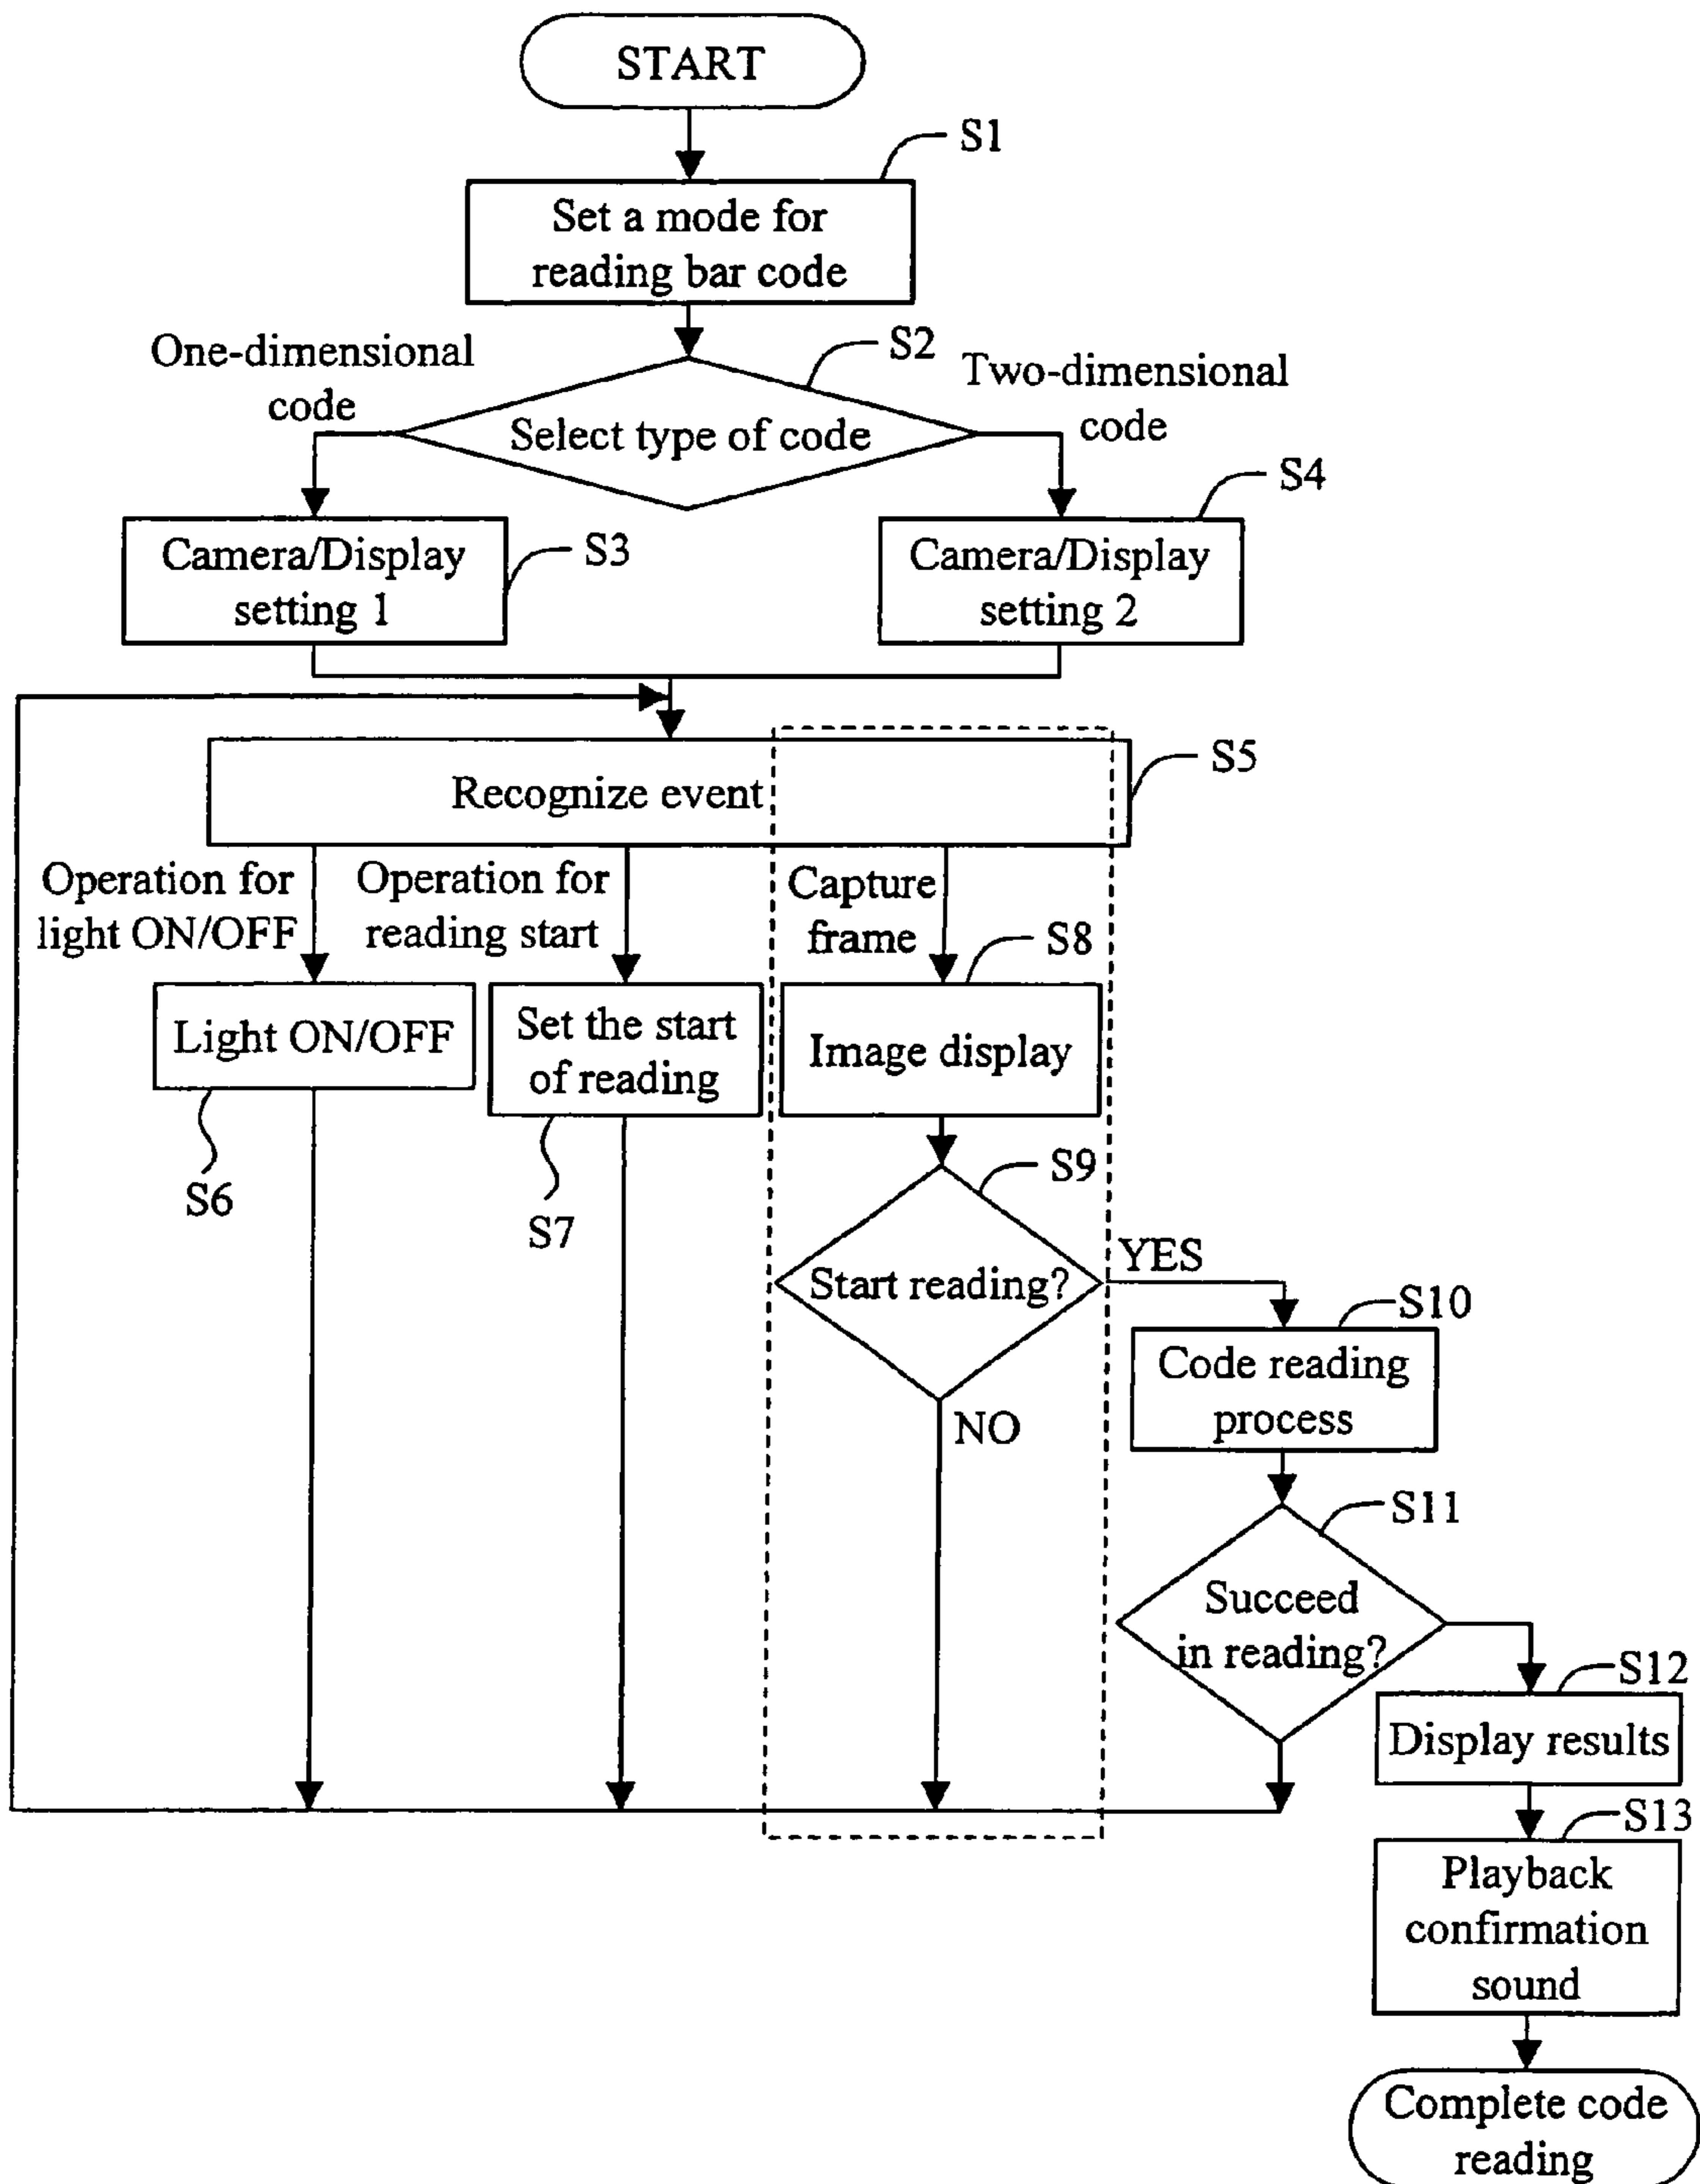 START
S1
Set a mode for
reading bar code
One-dimensional
code
S2
Two-dimensional
code
Select type of code
S3
Camera/Display
setting 1
S4
Camera/Display
setting 2
S5
Recognize event
Operation for
light ON/OFF
Operation for
reading start
Capture
frame
S8
Light ON/OFF
Set the start
of reading
Image display
S6
S7
S9
Start reading?
YES
NO
S10
Code reading
process
S11
Succeed
in reading?
S12
Display results
S13
Playback
confirmation
sound
Complete code
reading